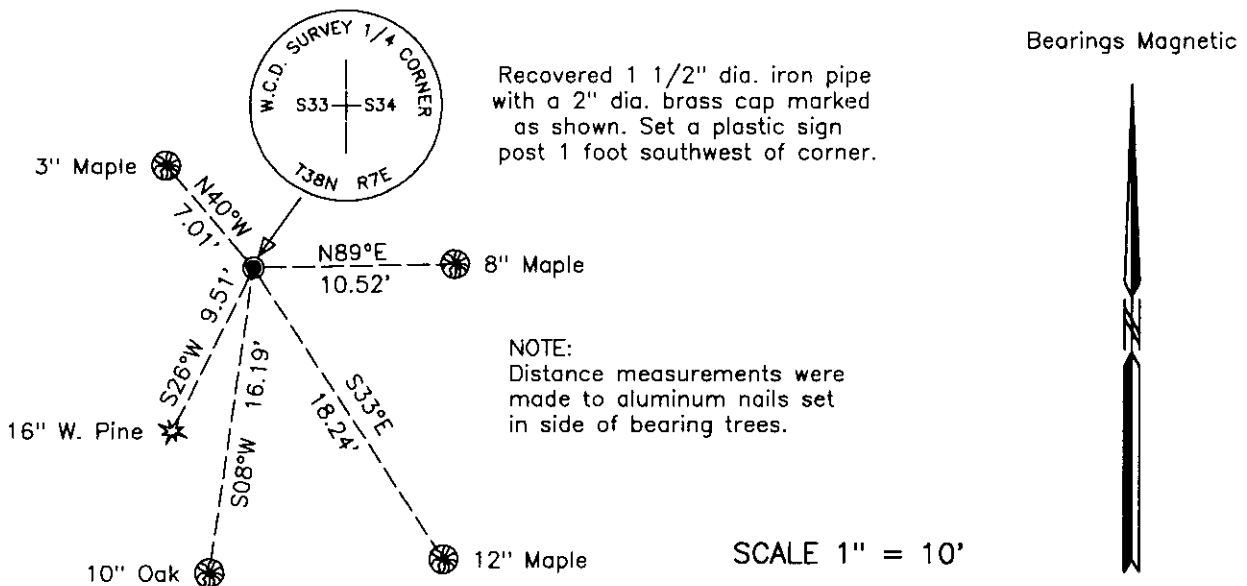 Bearings Magnetic
W.C.D. SURVEY 1/4 CORNER
S33 S34
T38N R7E
Recovered 1 1/2" dia. iron pipe
with a 2" dia. brass cap marked
as shown. Set a plastic sign
post 1 foot southwest of corner.
3" Maple
N40°W
7.01'
N89°E
10.52'
8" Maple
S26°W 9.51'
16" W. Pine
S08°W 16.19'
10" Oak
S33°E
18.24'
12" Maple
NOTE:
Distance measurements were
made to aluminum nails set
in side of bearing trees.
SCALE 1" = 10'